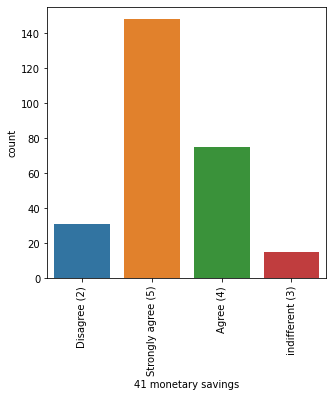 140
120
100
80
60
40
20
0
count
Disagree (2)
Strongly agree (5)
Agree (4)
indifferent (3)
41 monetary savings